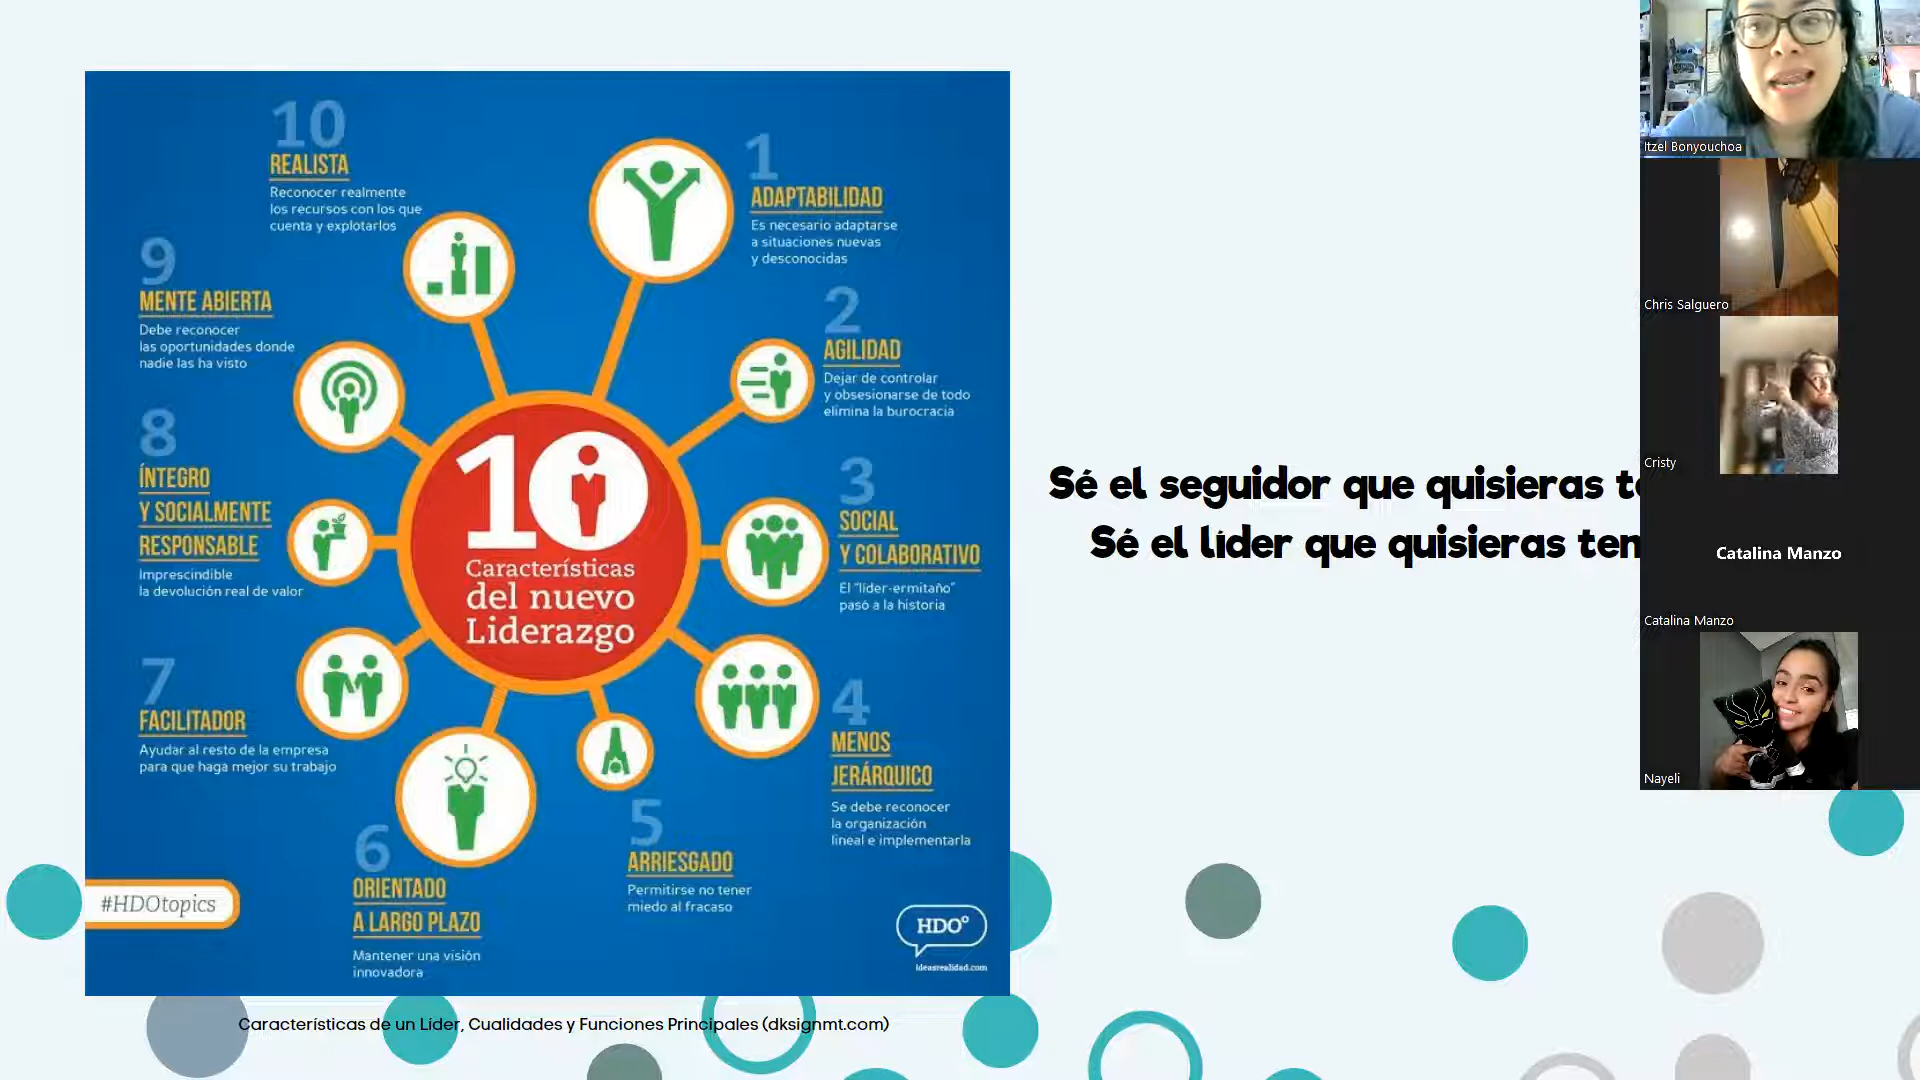 10
REALISTA
Reconocer realmente
los recursos con los que
cuenta y explotarlos
1
ADAPTABILIDAD
Es necesario adaptarse
a situaciones nuevas
y desconocidas
9
MENTE ABIERTA
Debe reconocer
las oportunidades donde
nadie las ha visto
2
AGILIDAD
Dejar de controlar
y obsesionarse de todo
elimina la burocracia
8
ÍNTEGRO
Y SOCIALMENTE
RESPONSABLE
Imprescindible
la devolución real de valor
10
Características
del nuevo
Liderazgo
3
SOCIAL
Y COLABORATIVO
El "líder-ermitaño"
pasó a la historia
7
FACILITADOR
Ayudar al resto de la empresa
para que haga mejor su trabajo
4
MENOS
JERÁRQUICO
Se debe reconocer
la organización
lineal e implementarla
6
ORIENTADO
A LARGO PLAZO
Mantener una visión
innovadora
5
ARRIESGADO
Permitirse no tener
miedo al fracaso
#HDOtopics
HDO°
ideasrealidad.com
Características de un Líder, Cualidades y Funciones Principales (dksignmt.com)
Sé el seguidor que quisieras
Sé el líder que quisieras
Itzel Bonyouchoa
Chris Salguero
Cristy
Catalina Manzo
Catalina Manzo
Nayeli